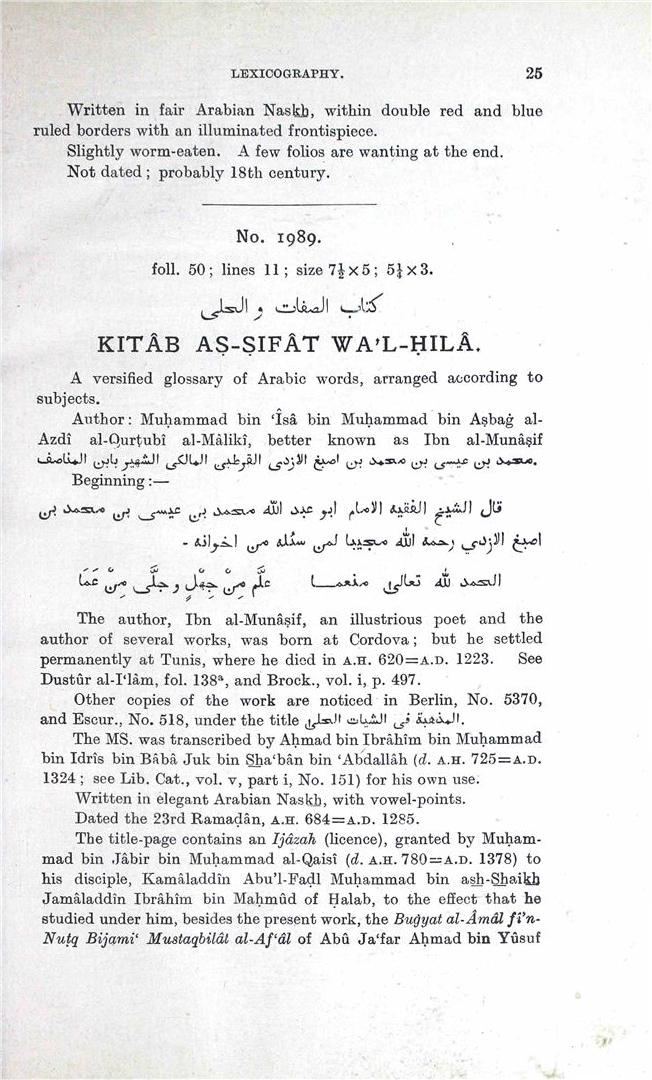 LEXICOGRAPHY. 25
Written in fair Arabian Nas<u>kh</u>, within double red and blue
ruled borders with an illuminated frontispiece.
Slightly worm-eaten. A few folios are wanting at the end.
Not dated; probably 18th century.
No. 1989.
foll. 50; lines 11; size 7½×5; 5¼×3.
كتاب الصفات و الحلى
KITÂB AṢ-ṢIFÂT WA’L-ḤILÂ.
A versified glossary of Arabic words, arranged according to
subjects.
Author: Muḥammad bin ‘Îsâ bin Muḥammad bin Aṣbaġ al-
Azdî al-Qurṭubî al-Mâlikî, better known as Ibn al-Munâṣif
محمد بن عيسى بن محمد بن اصبغ الازدى القرطبى المالكى الشهير بابن المناصف.
Beginning:—
قال الشيخ الفقيه الامام ابو عبد الله محمد بن عيسى بن محمد بن
اصبغ الازدي رحمة الله مجيبا لمن سئله من اخوانه -
الحمد لله تعالى منعما علّم مِنْ جهْلٍ و جلّى مِنْ عَمَا
The author, Ibn al-Munâṣif, an illustrious poet and the
author of several works, was born at Cordova; but he settled
permanently at Tunis, where he died in A.H. 620=A.D. 1223. See
Dustûr al-I‘lâm, fol. 138ᵃ, and Brock., vol. i, p. 497.
Other copies of the work are noticed in Berlin, No. 5370,
and Escur., No. 518, under the title المذهبة فى الشيات الحلى.
The MS. was transcribed by Aḥmad bin Ibrâhîm bin Muḥammad
bin Idrîs bin Bâbâ Juk bin <u>Sh</u>a‘bân bin ‘Abdallâh (d. A.H. 725=A.D.
1324; see Lib. Cat., vol. v, part i, No. 151) for his own use.
Written in elegant Arabian Nas<u>kh</u>, with vowel-points.
Dated the 23rd Ramaḍân, A.H. 684=A.D. 1285.
The title-page contains an Ijâzah (licence), granted by Muḥam-
mad bin Jâbir bin Muḥammad al-Qaisî (d. A.H. 780=A.D. 1378) to
his disciple, Kamâladdîn Abu’l-Faḍl Muḥammad bin a<u>sh</u>-<u>Sh</u>ai<u>kh</u>
Jamâladdîn Ibrâhîm bin Maḥmûd of Ḥalab, to the effect that he
studied under him, besides the present work, the Buġyat al-Âmâl fi’n-
Nuṭq Bijami‘ Mustaqbilât al-Af‘âl of Abû Ja‘far Aḥmad bin Yûsuf